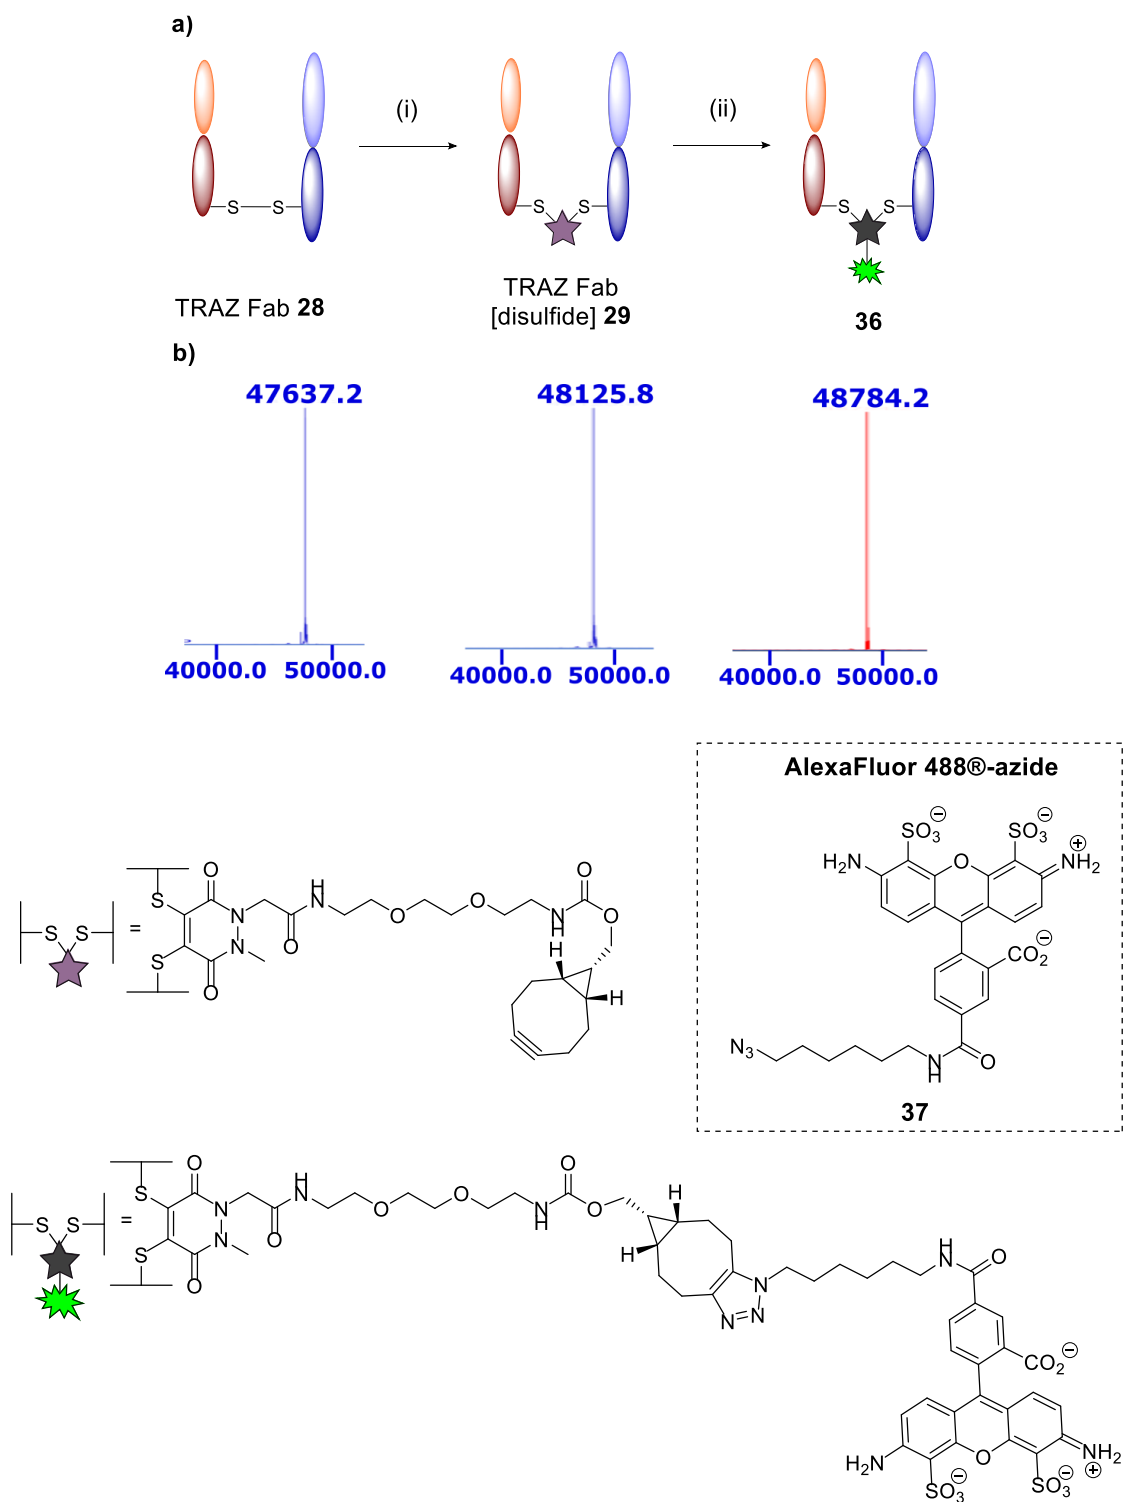 a)
(i)
(ii)
S
S
S
S
S
S
TRAZ Fab 28
TRAZ Fab
[disulfide] 29
36
b)
47637.2
48125.8
48784.2
40000.0 50000.0
40000.0 50000.0
40000.0 50000.0
AlexaFluor 488®-azide
SO3 −
SO3 −
H2N
O
NH2 +
CO2 −
N3
N
H
O
37
S S
=
S
S
O
N
N
O
O
H
N
O
O
N
H
O
O
H
H
S S
=
S
S
O
N
N
O
O
H
N
O
O
N
H
O
O
H
H
N
N
N
H
N
O
CO2 −
H2N
O
NH2 +
SO3 −
SO3 −